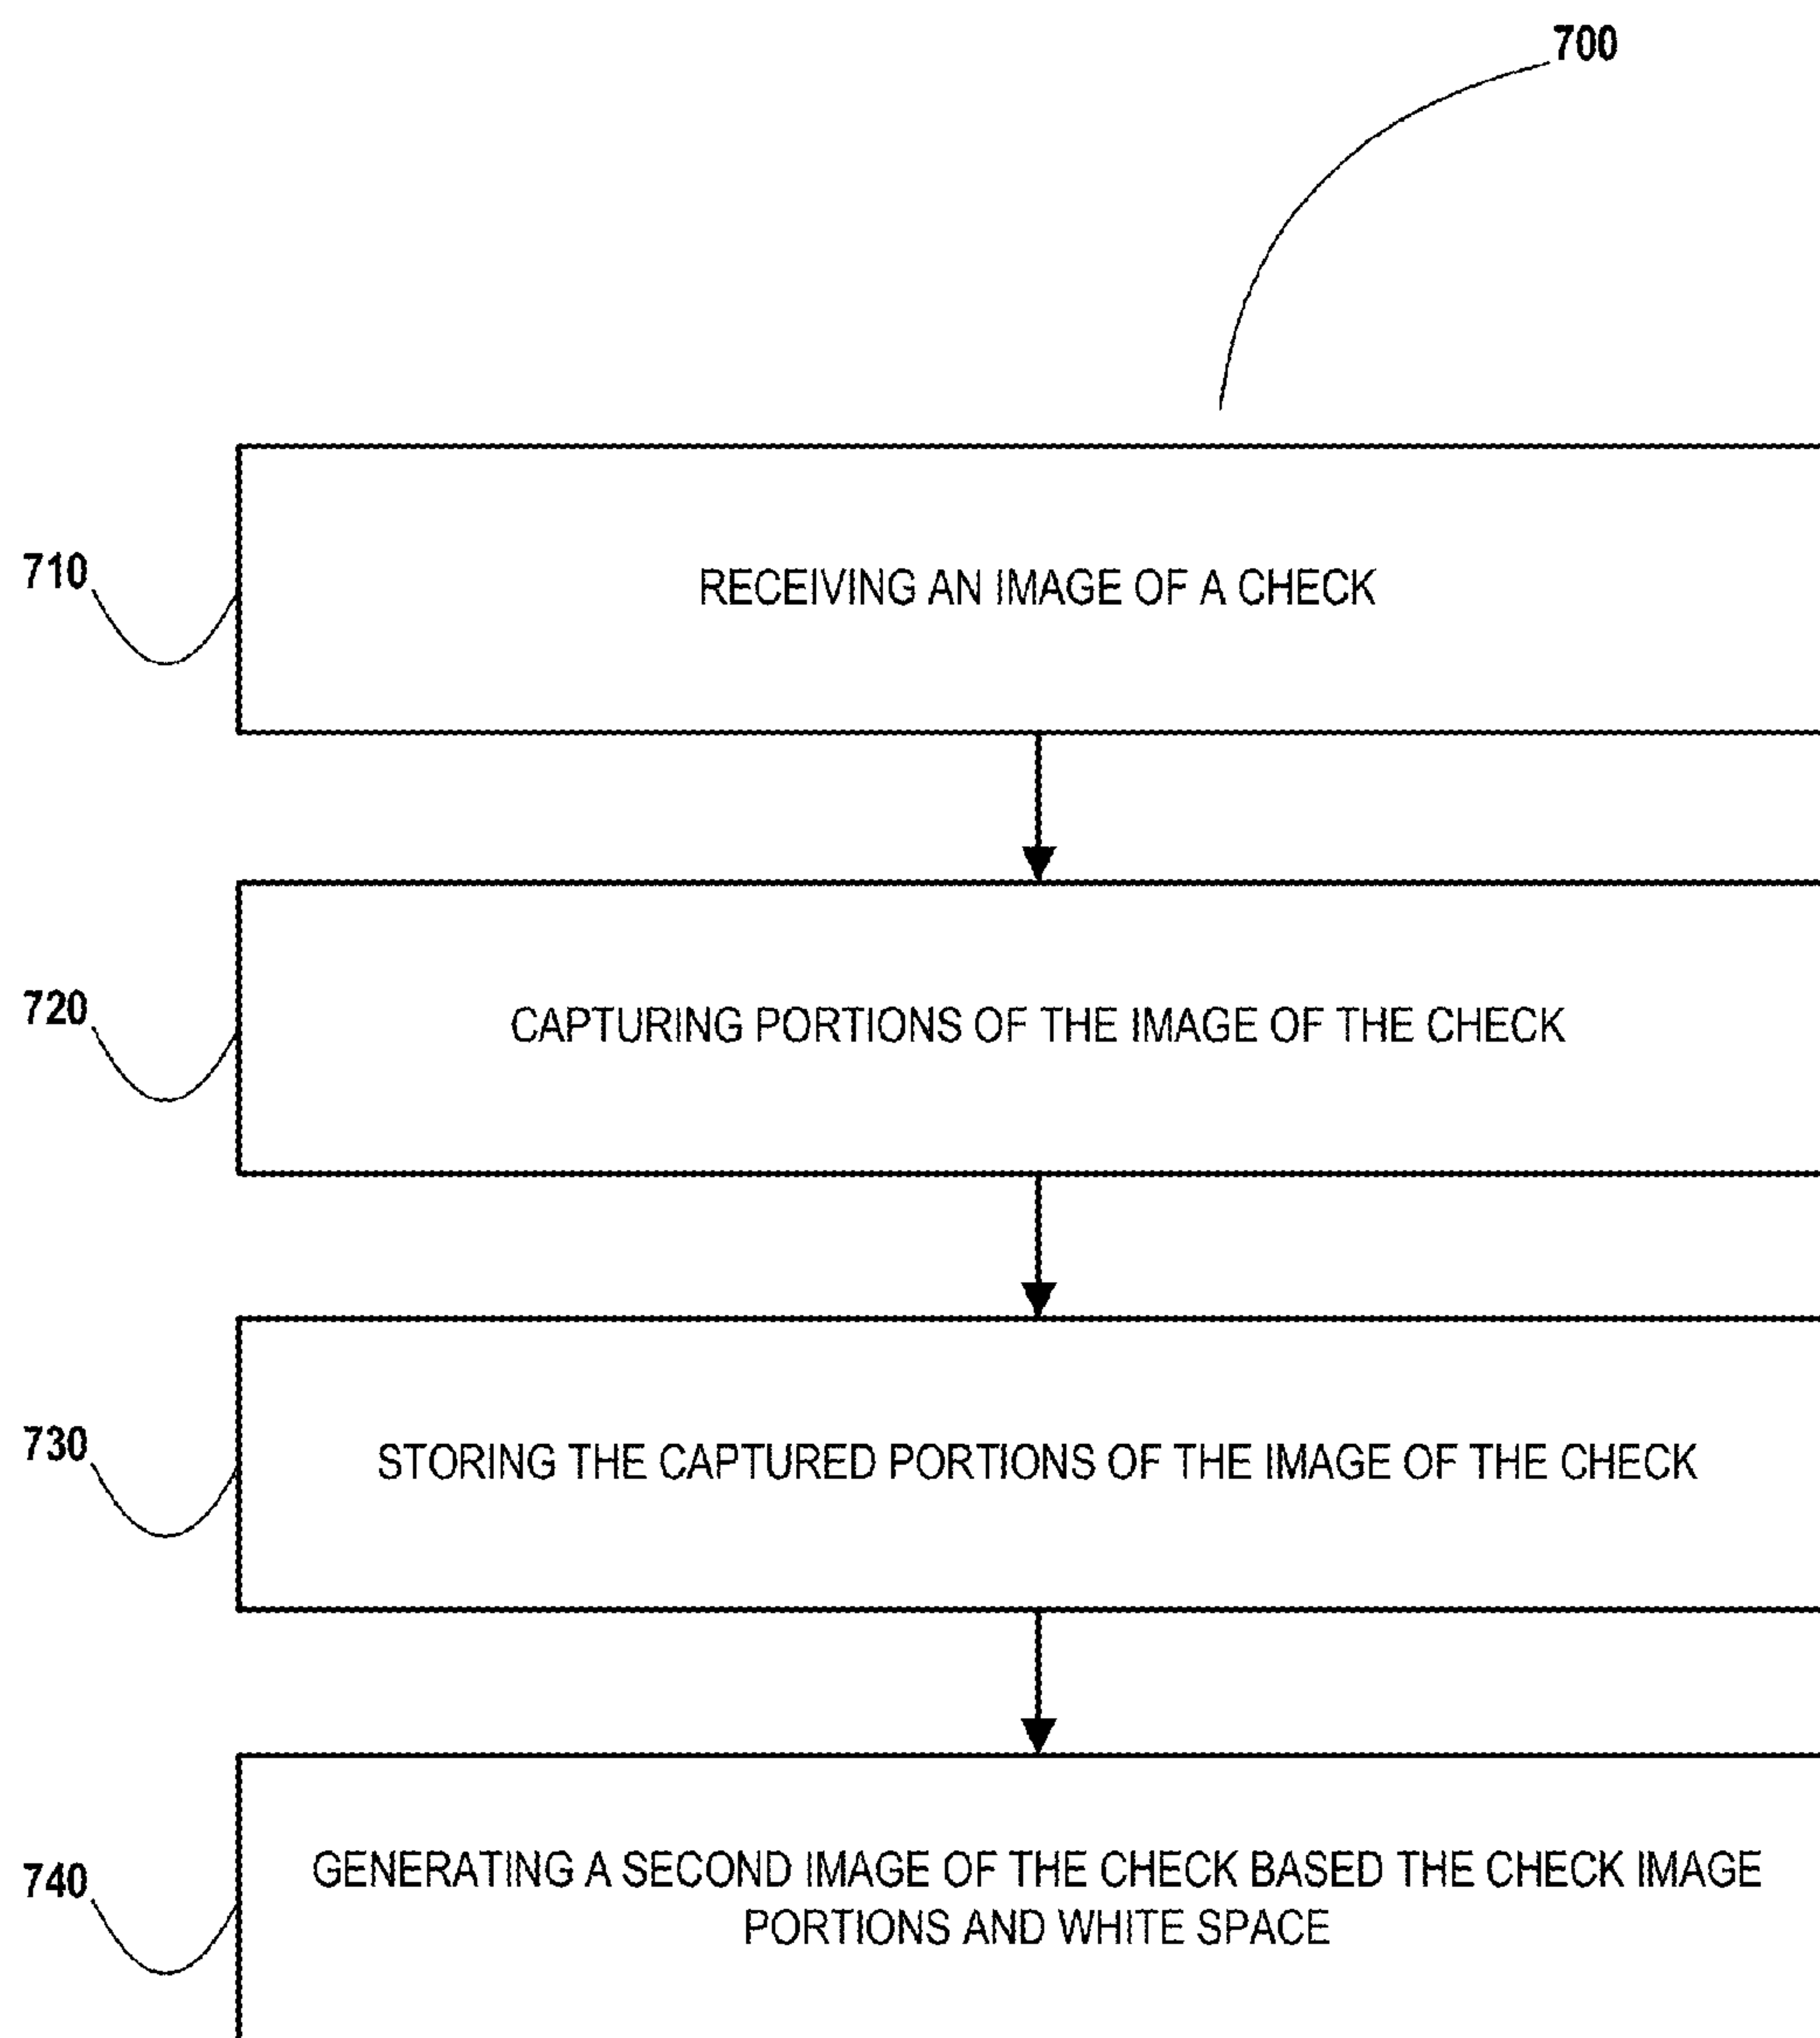 700
710
RECEIVING AN IMAGE OF A CHECK
720
CAPTURING PORTIONS OF THE IMAGE OF THE CHECK
730
STORING THE CAPTURED PORTIONS OF THE IMAGE OF THE CHECK
740
GENERATING A SECOND IMAGE OF THE CHECK BASED THE CHECK IMAGE
PORTIONS AND WHITE SPACE